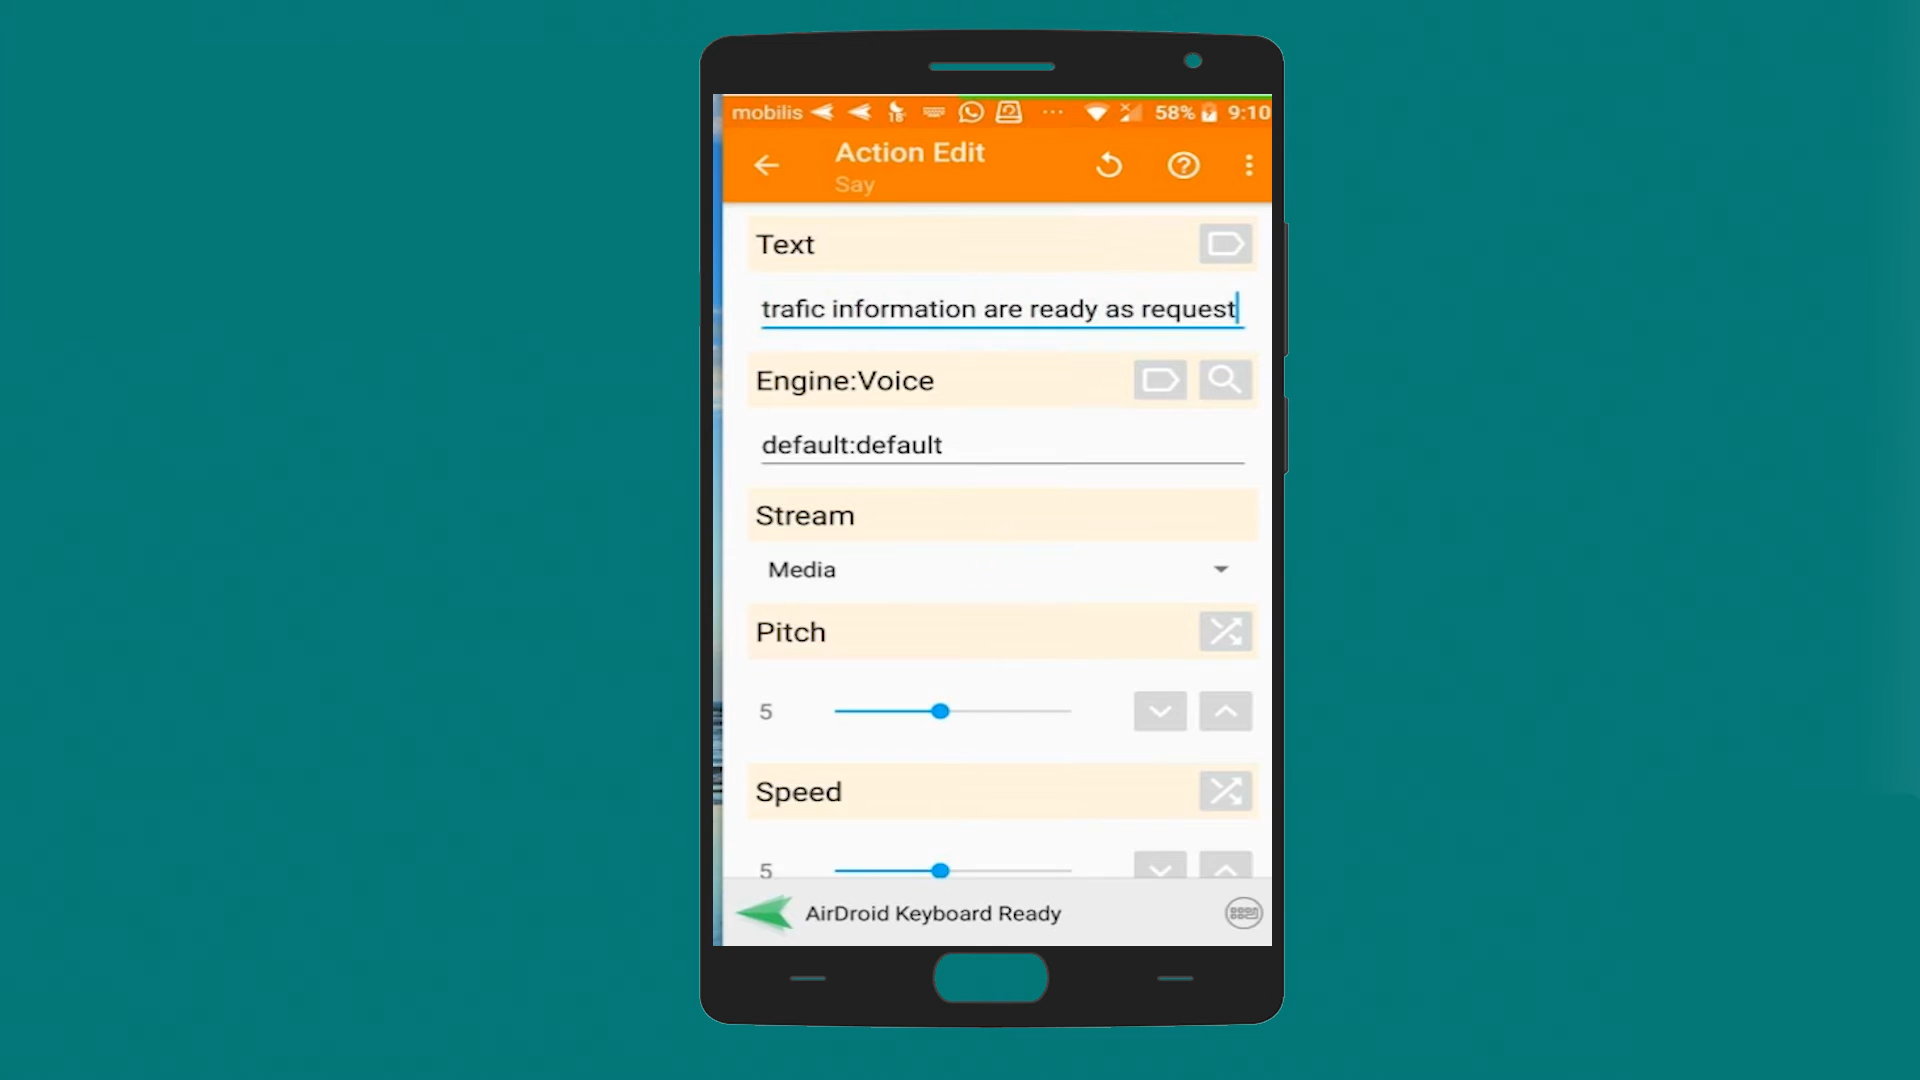 mobilis 18 58% 9:10
Action Edit
Say
Text
trafic information are ready as request
Engine:Voice
default:default
Stream
Media
Pitch
5
Speed
5
AirDroid Keyboard Ready